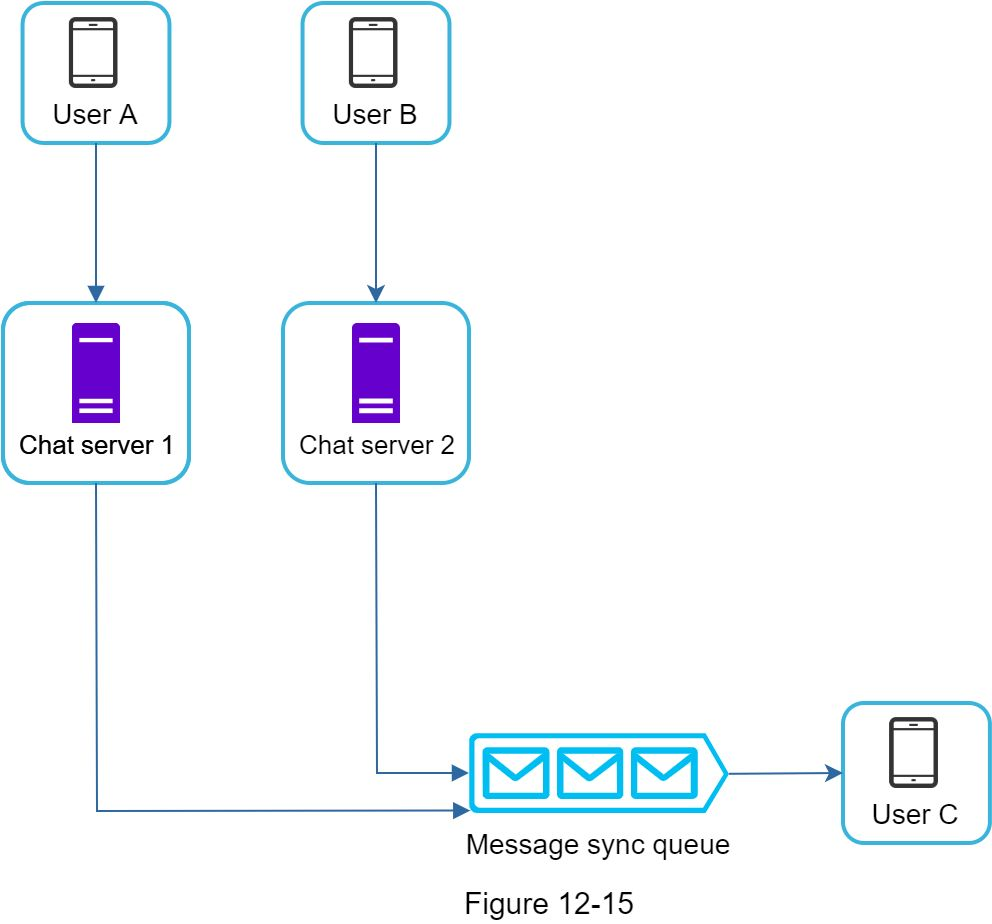 User A
User B
Chat server 1
Chat server 2
User C
Message sync queue
Figure 12-15